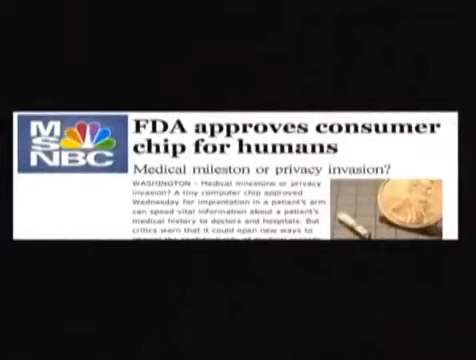 MSNBC
FDA approves consumer
chip for humans
Medical mileston or privacy invasion?
WASHINGTON - Medical milestone or privacy
invasion? A tiny computer chip approved
Wednesday for implantation in a patient's arm
can speed vital information about a patient's
medical history to doctors and hospitals. But
critics warn that it could open new ways to